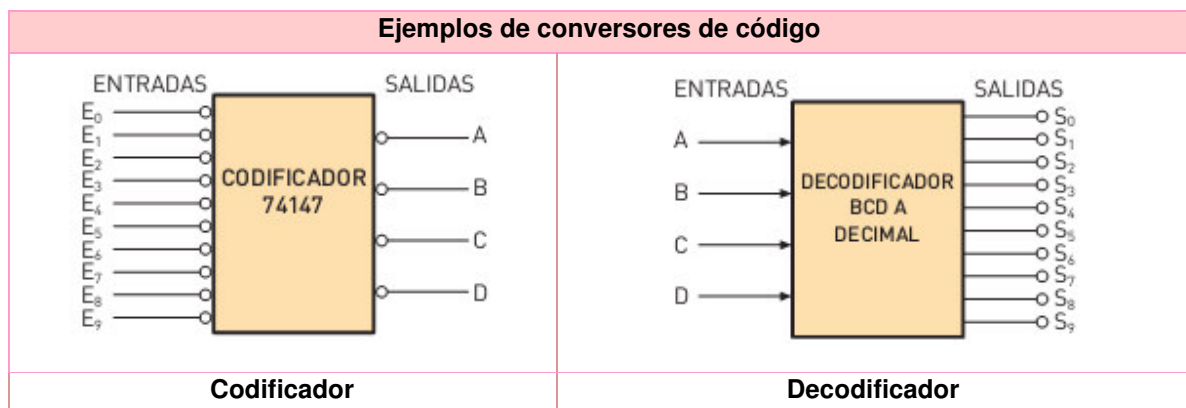 Ejemplos de conversores de código
ENTRADAS
SALIDAS
E₀
E₁
E₂
E₃
E₄
E₅
E₆
E₇
E₈
E₉
CODIFICADOR
74147
A
B
C
D
Codificador
ENTRADAS
SALIDAS
A
B
C
D
DECODIFICADOR
BCD A
DECIMAL
S₀
S₁
S₂
S₃
S₄
S₅
S₆
S₇
S₈
S₉
Decodificador